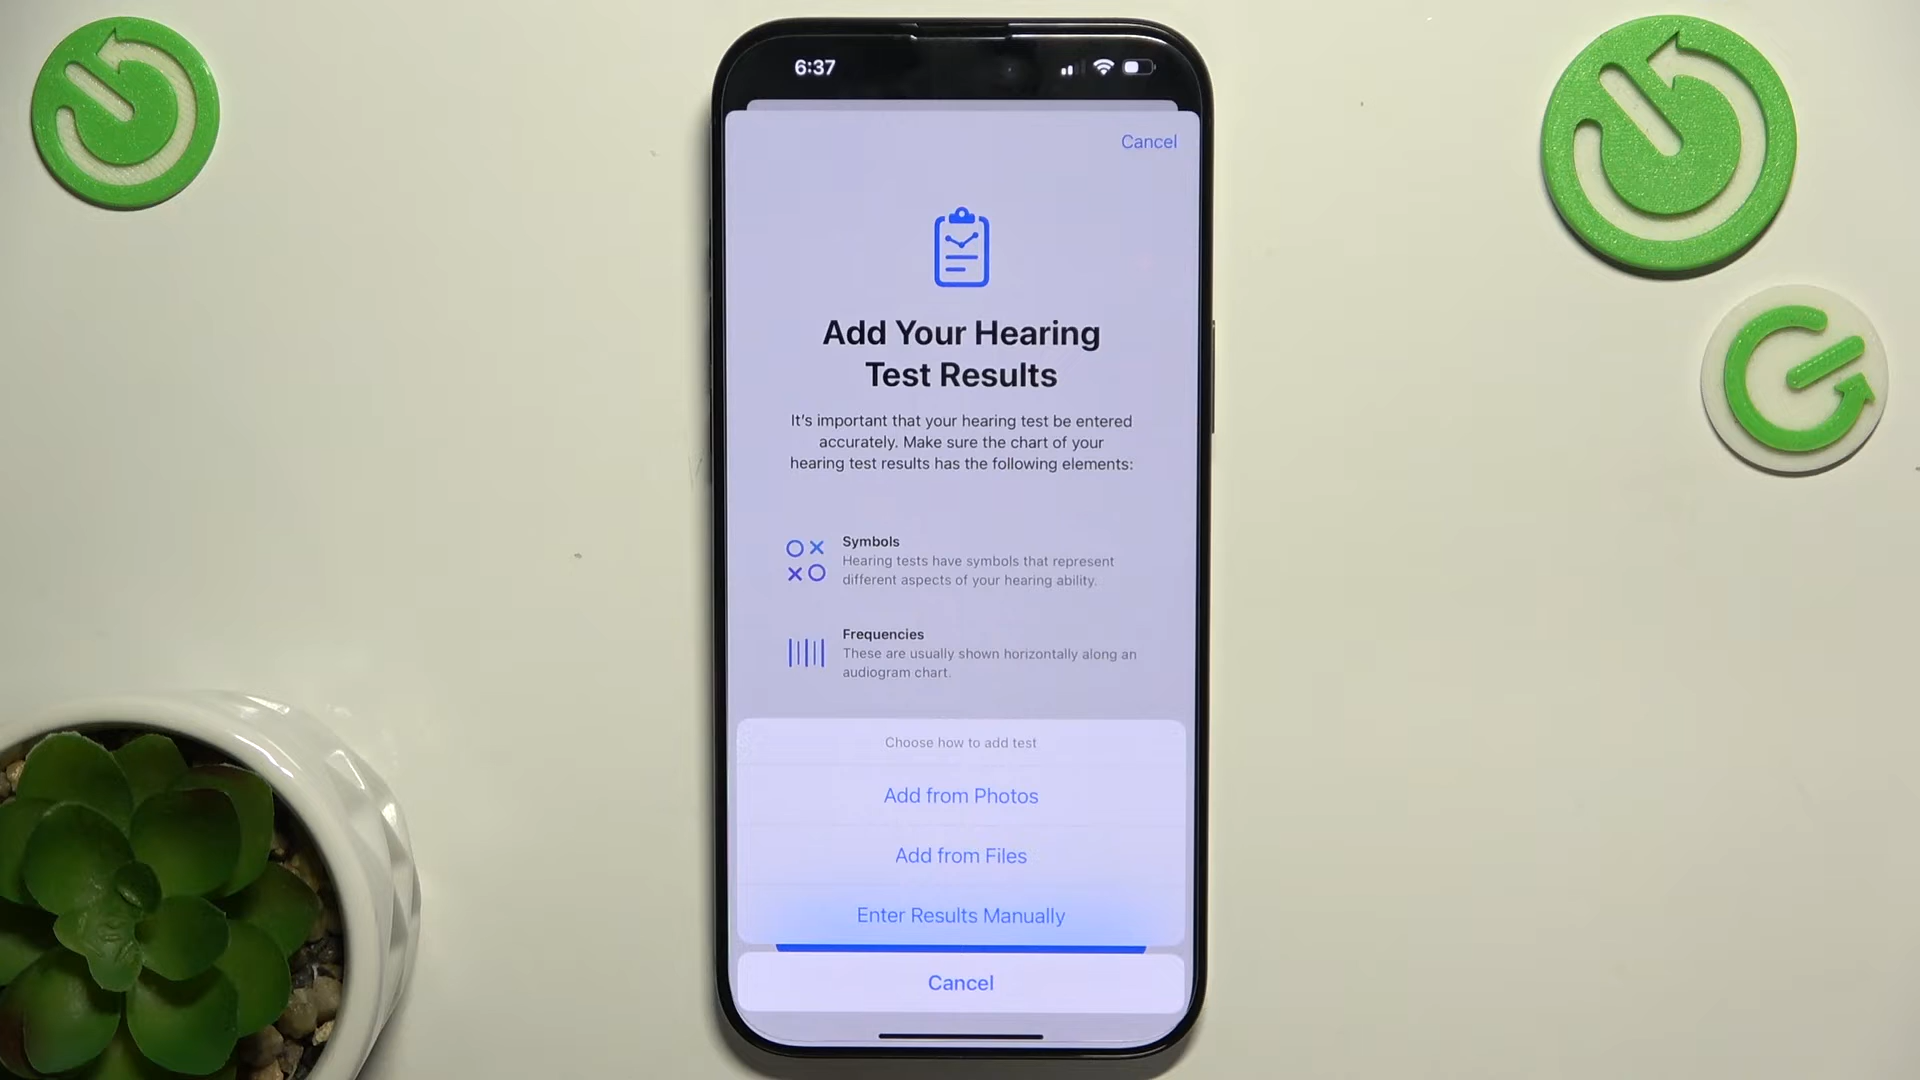 6:37
Cancel
Add Your Hearing
Test Results
It's important that your hearing test be entered
accurately. Make sure the chart of your
hearing test results has the following elements:
Symbols
Hearing tests have symbols that represent
different aspects of your hearing ability.
Frequencies
These are usually shown horizontally along an
audiogram chart.
Choose how to add test
Add from Photos
Add from Files
Enter Results Manually
Cancel